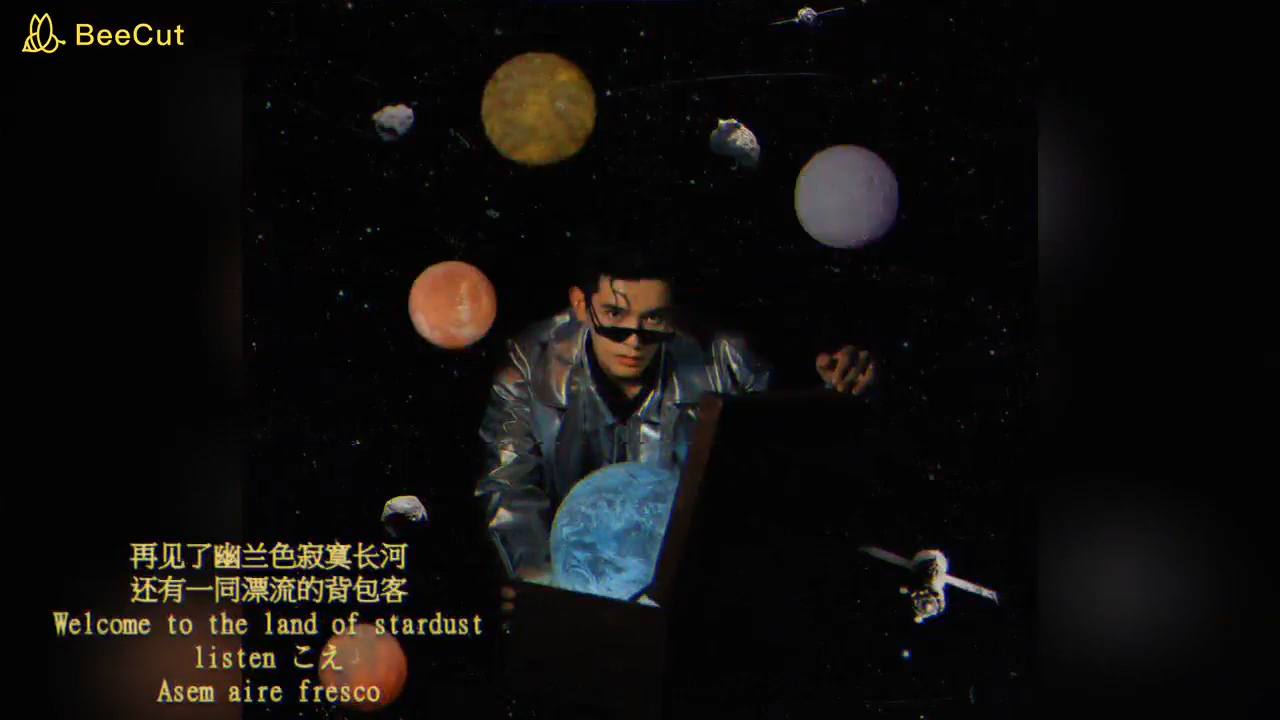 BeeCut
再见了幽兰色寂寞长河
还有一同漂流的背包客
Welcome to the land of stardust
listen こえ
Asem aire fresco